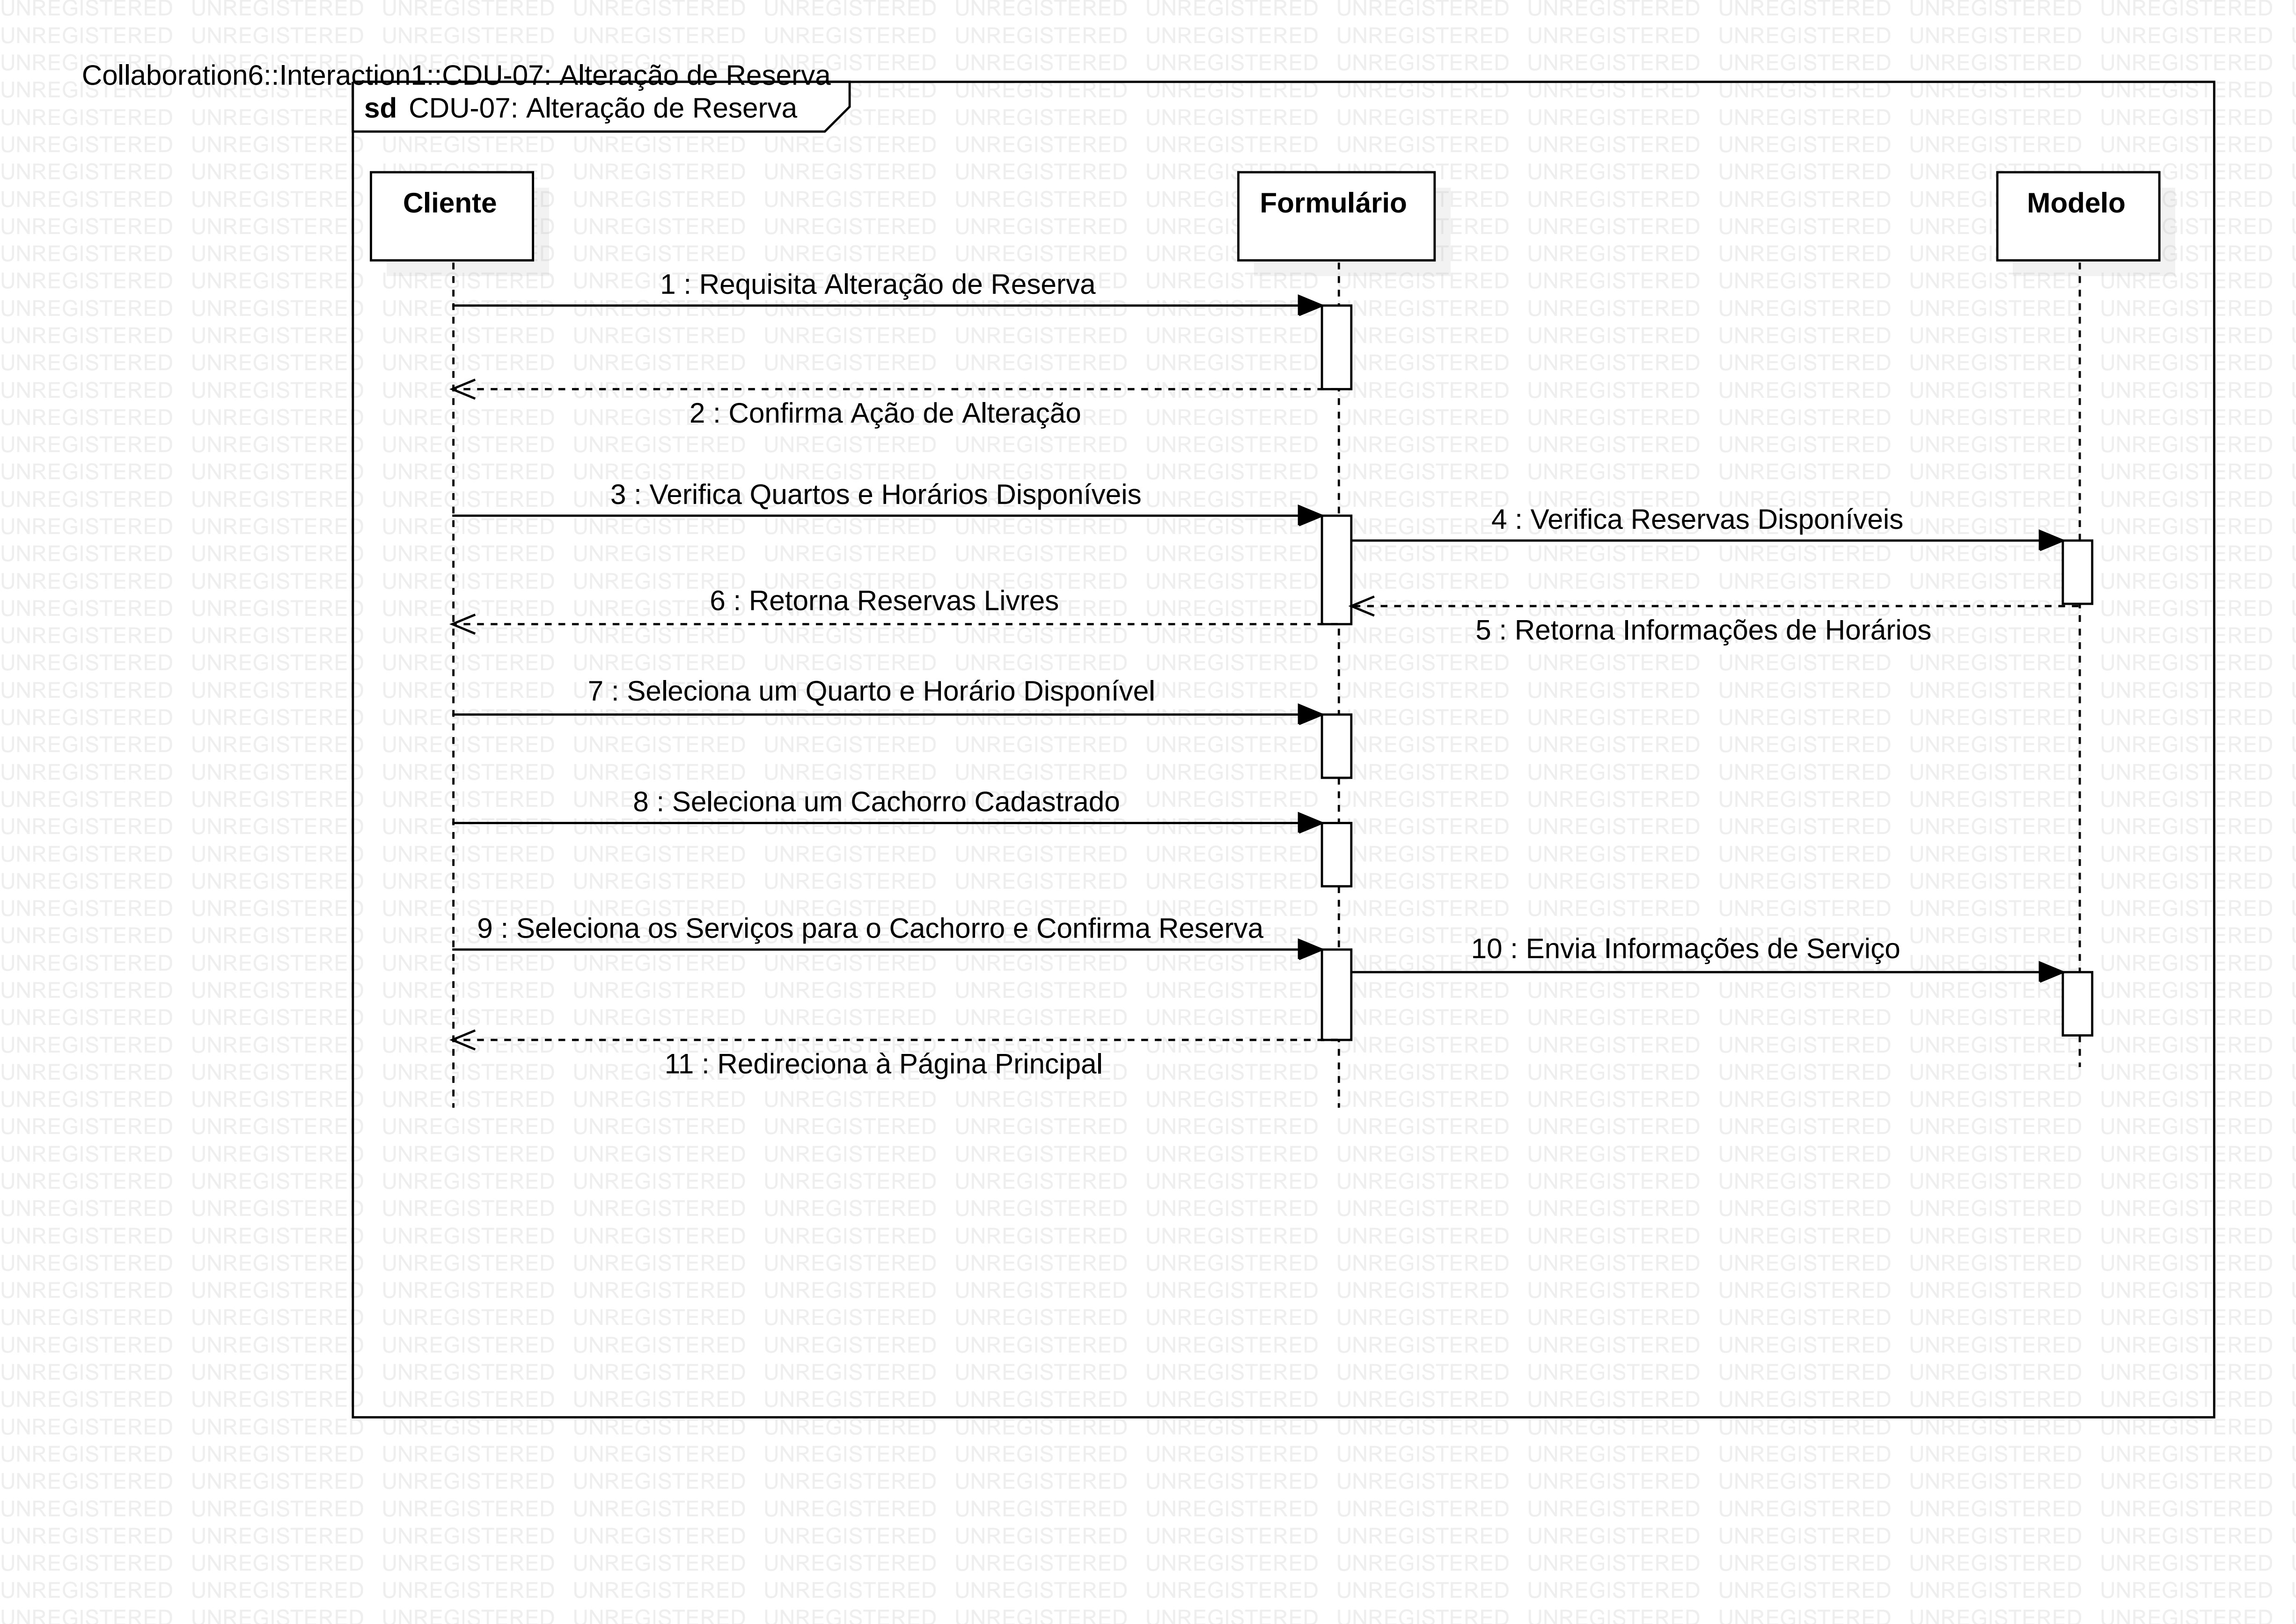 Collaboration6::Interaction1::CDU-07: Alteração de Reserva
sd CDU-07: Alteração de Reserva
Cliente
Formulário
Modelo
1 : Requisita Alteração de Reserva
2 : Confirma Ação de Alteração
3 : Verifica Quartos e Horários Disponíveis
4 : Verifica Reservas Disponíveis
6 : Retorna Reservas Livres
5 : Retorna Informações de Horários
7 : Seleciona um Quarto e Horário Disponível
8 : Seleciona um Cachorro Cadastrado
9 : Seleciona os Serviços para o Cachorro e Confirma Reserva
10 : Envia Informações de Serviço
11 : Redireciona à Página Principal
UNREGISTERED